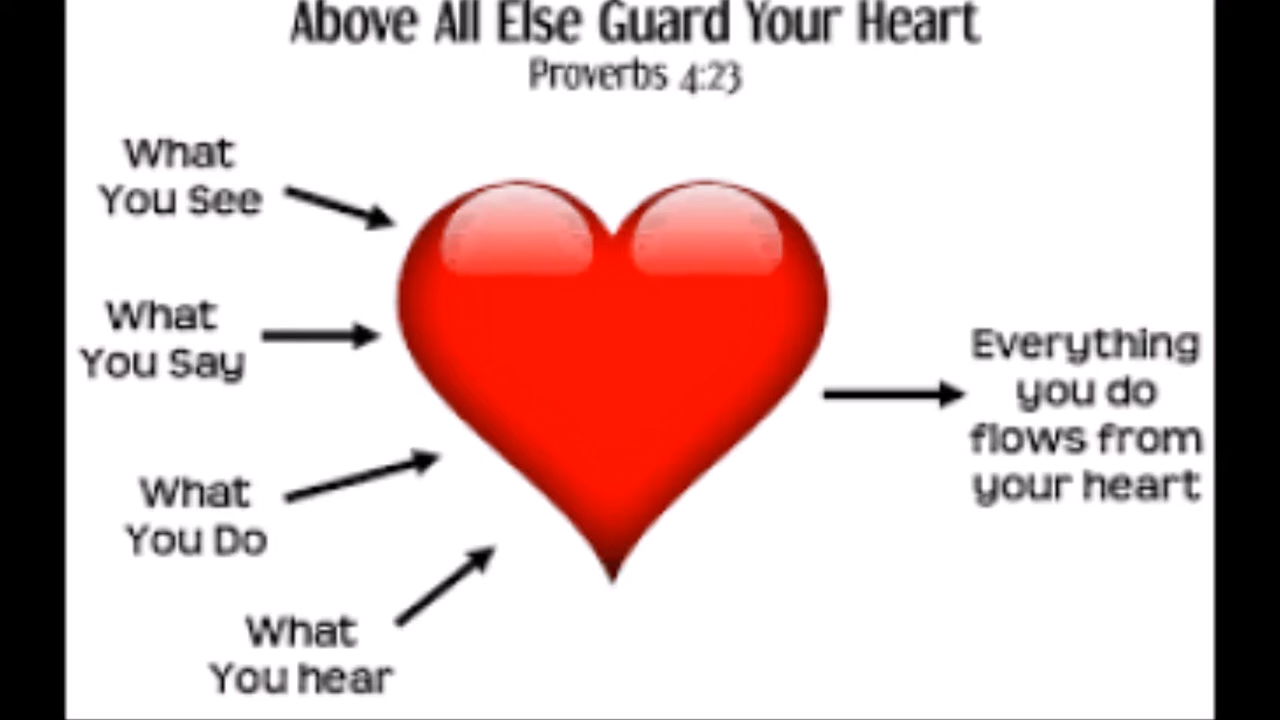 Above All Else Guard Your Heart
Proverbs 4:23
What
You See
What
You Say
What
You Do
What
You hear
Everything
you do
flows from
your heart